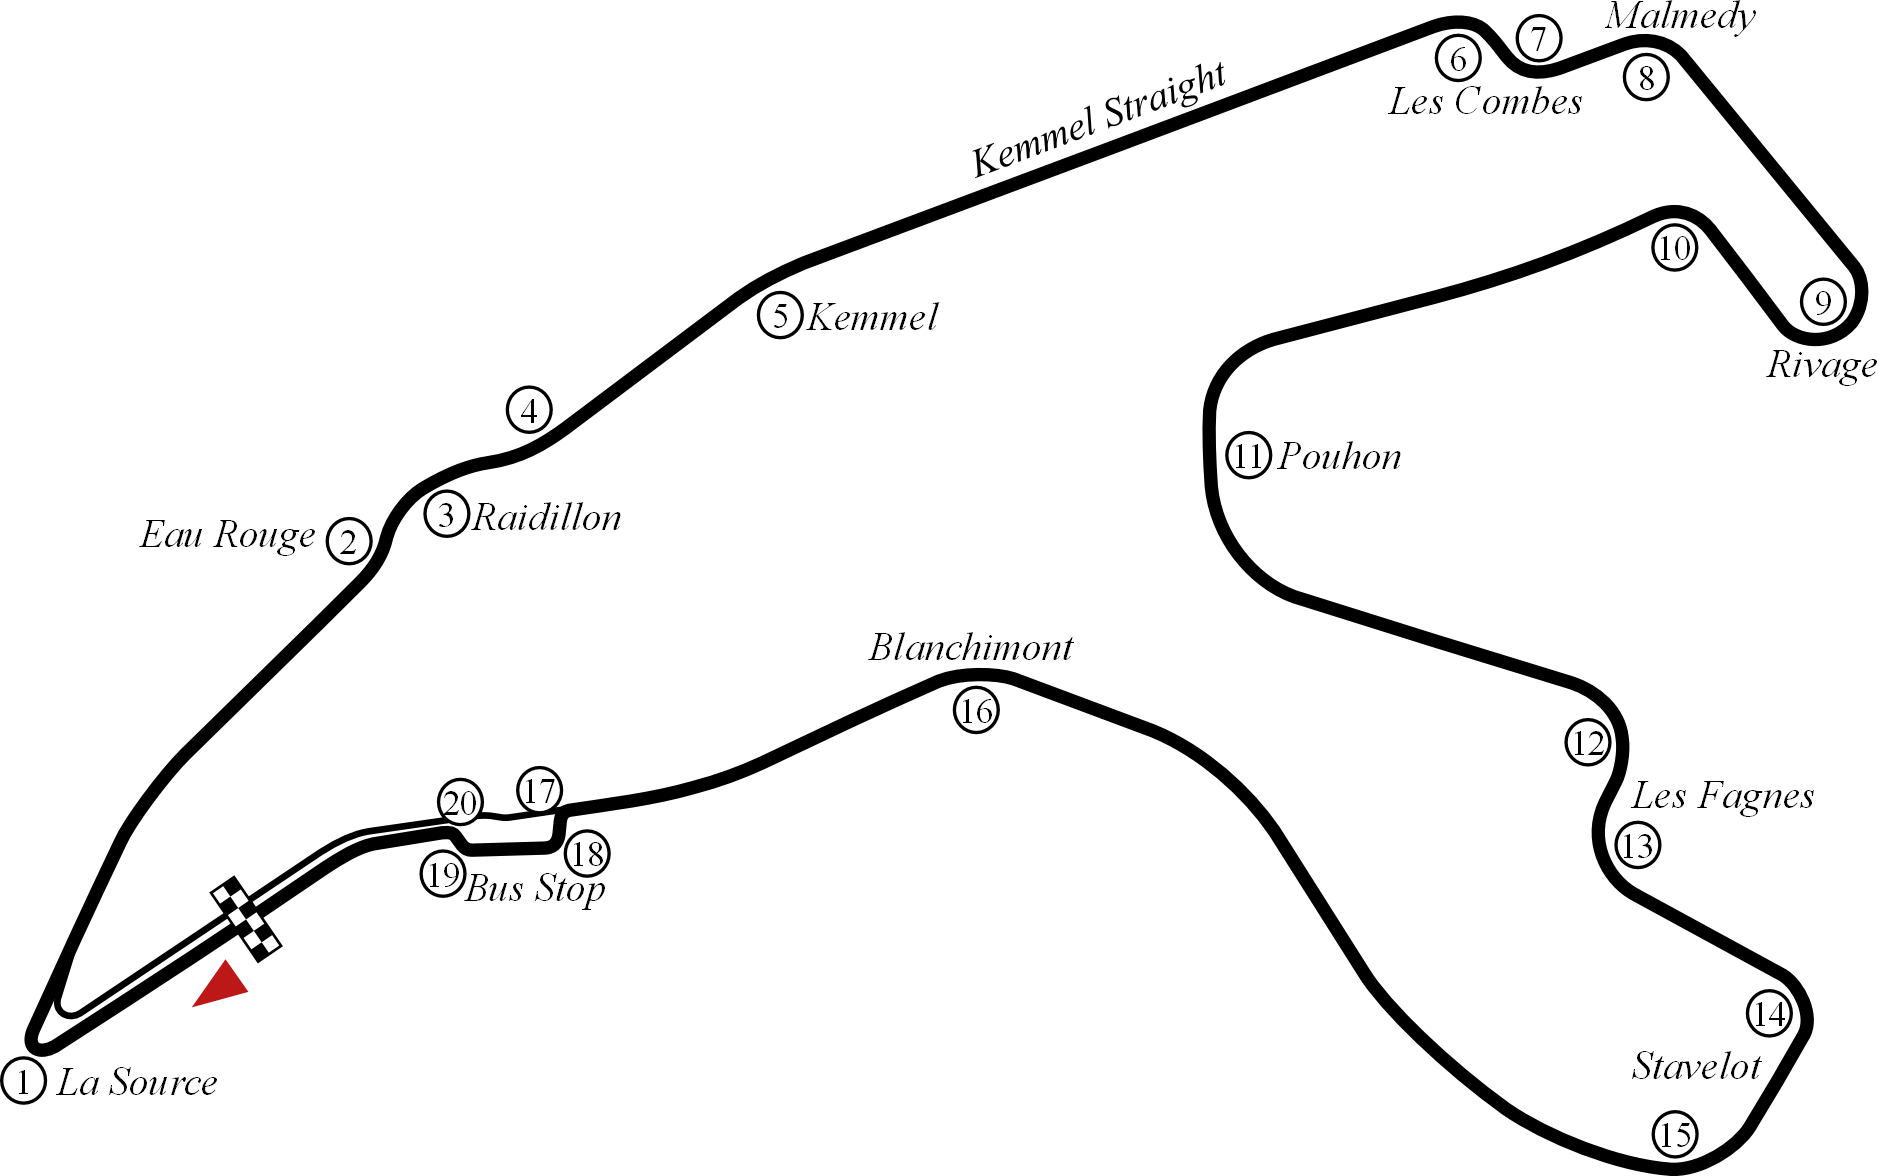 Malmedy
7
6
8
Les Combes
Kemmel Straight
10
9
5 Kemmel
Rivage
4
11 Pouhon
3 Raidillon
Eau Rouge 2
Blanchimont
16
12
Les Fagnes
17
20
13
18
19 Bus Stop
14
Stavelot
1 La Source
15